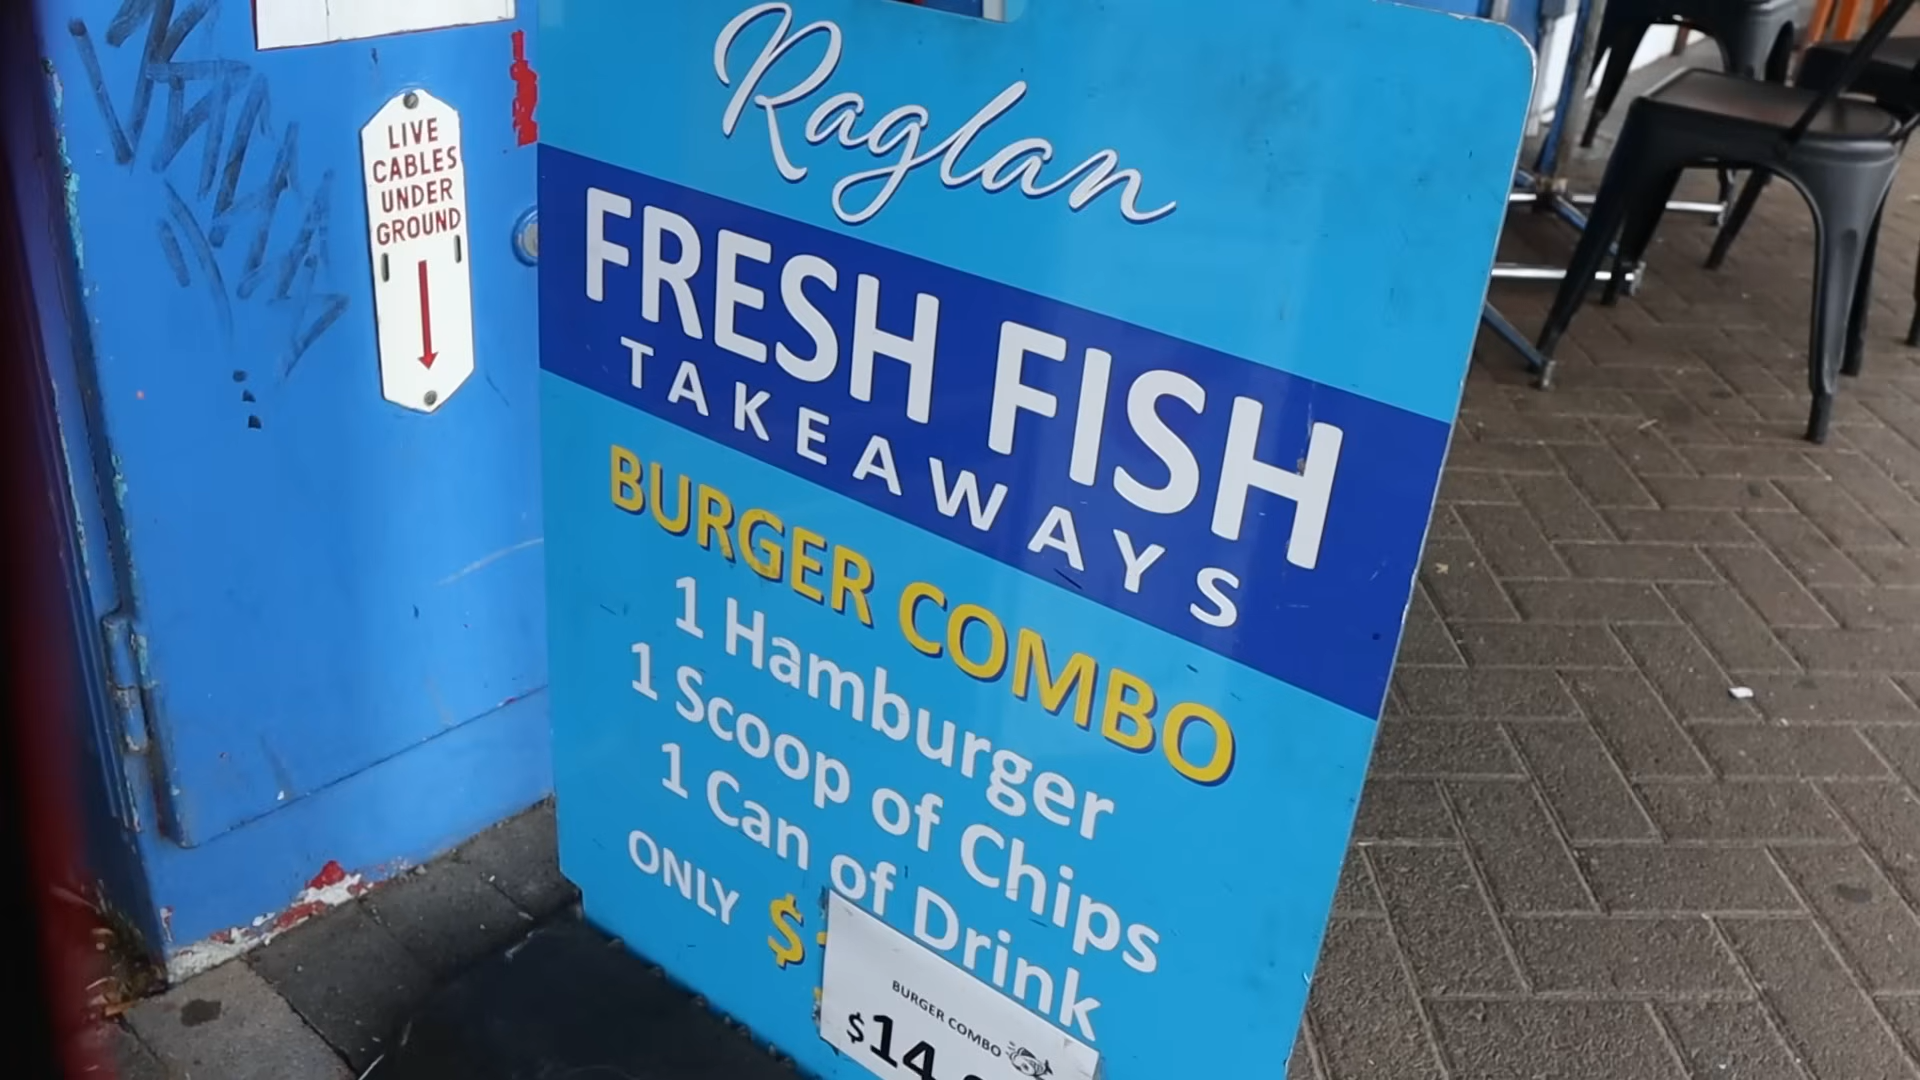 LIVE
CABLES
UNDER
GROUND
Raglan
FRESH FISH
TAKEAWAYS
BURGER COMBO
1 Hamburger
1 Scoop of Chips
1 Can of Drink
ONLY $
BURGER COMBO
$14.